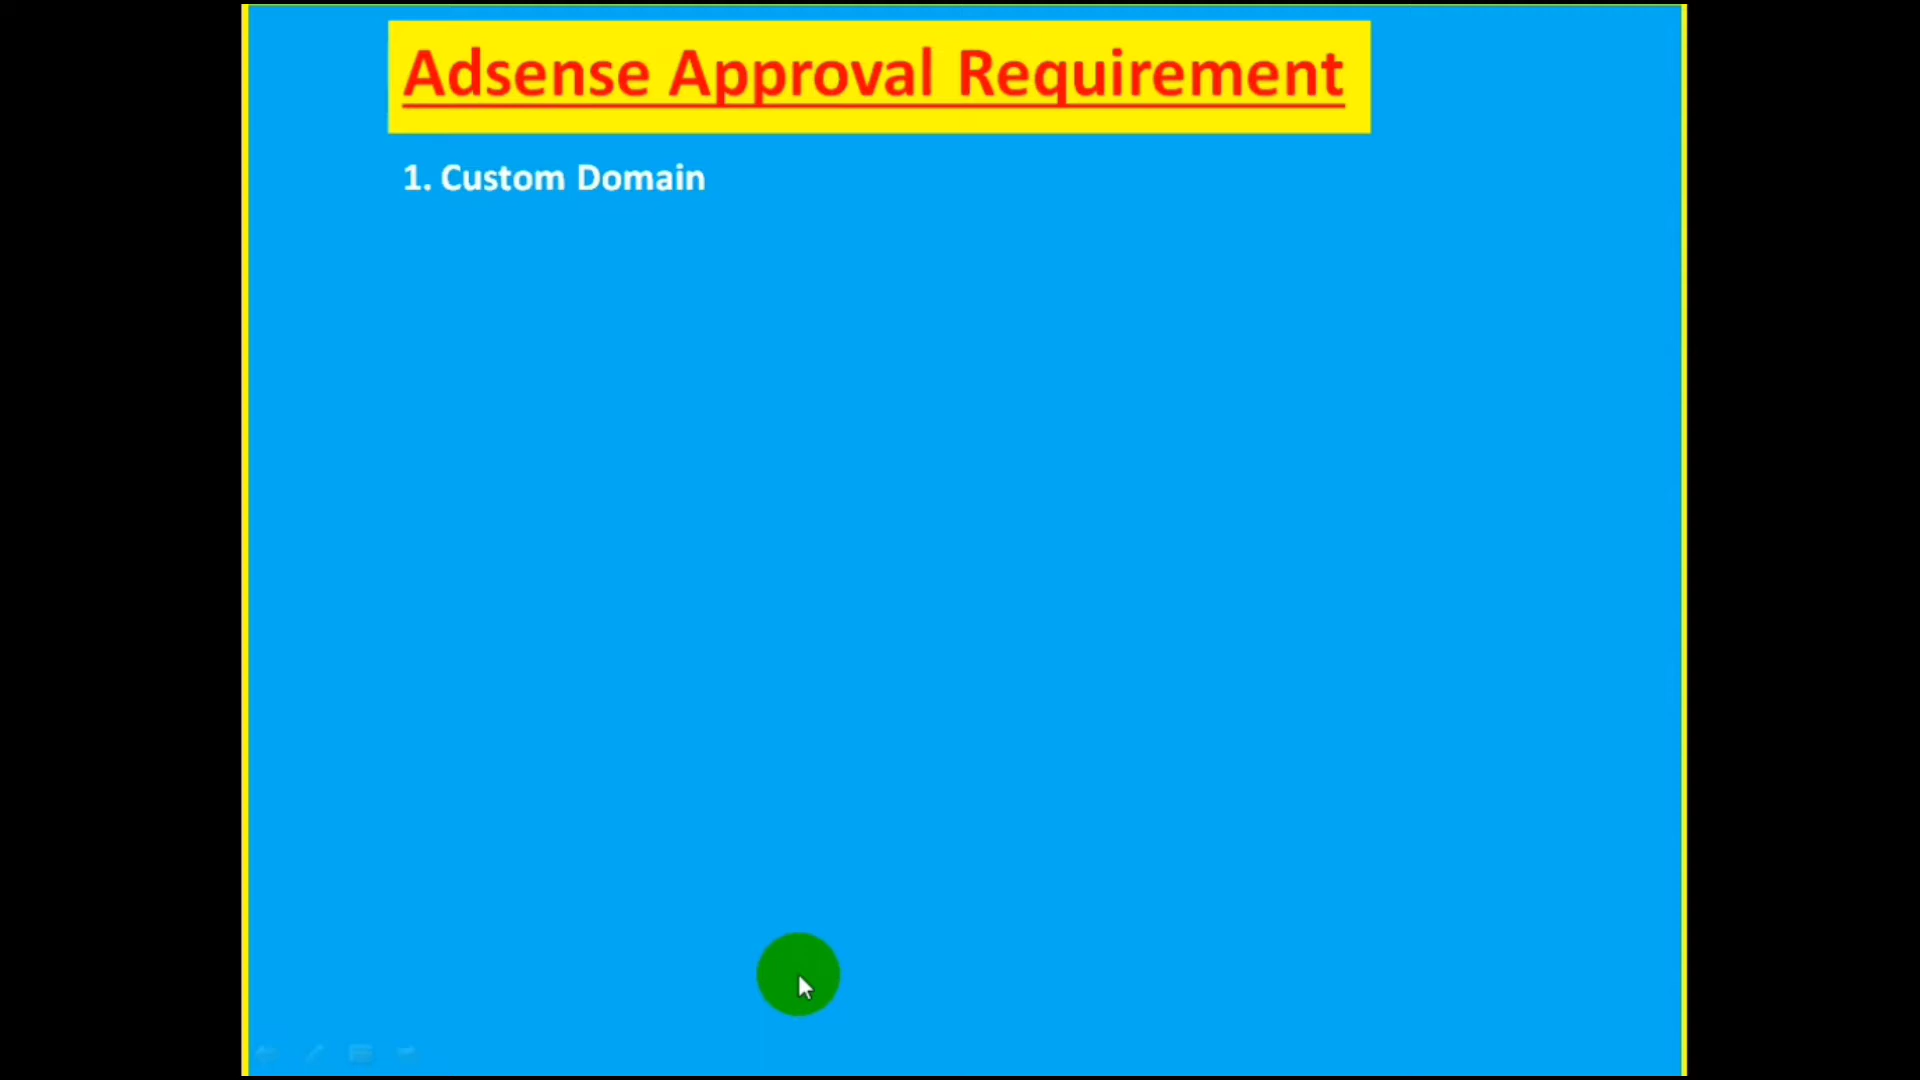 Adsense Approval Requirement
1. Custom Domain